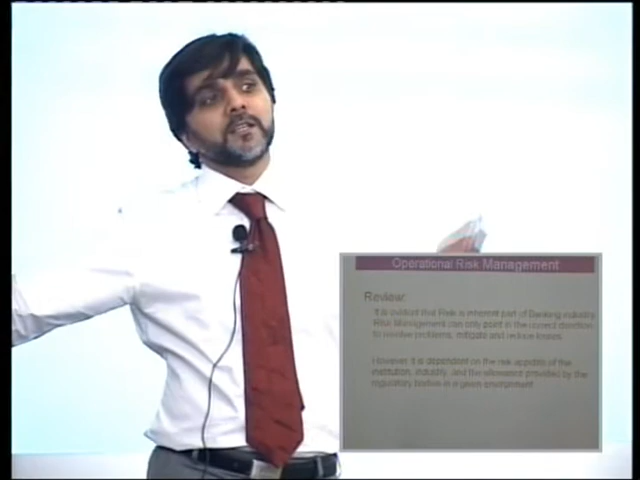 Operational Risk Management
Review:
It is evident that Risk is inherent part of Banking industry.
Risk Management can only point in the correct direction
to resolve problems, mitigate and reduce losses.
However it is dependent on the risk appetite of the
institution, industry, and the allowance provided by the
regulatory bodies in a given environment